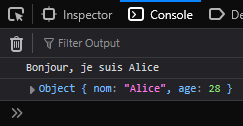 Inspector Console D
Filter Output
Bonjour, je suis Alice
Object { nom: "Alice", age: 28 }